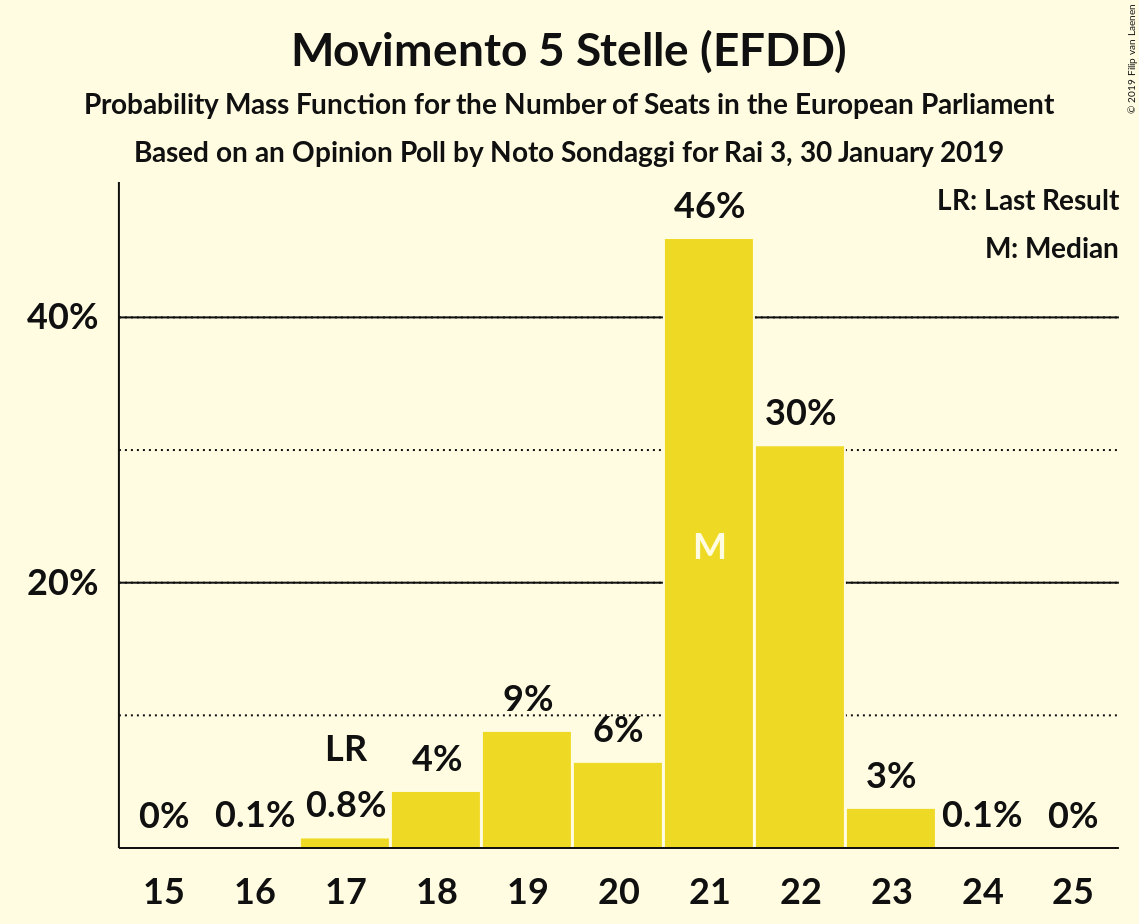 Movimento 5 Stelle (EFDD)
Probability Mass Function for the Number of Seats in the European Parliament
Based on an Opinion Poll by Noto Sondaggi for Rai 3, 30 January 2019
© 2019 Filip van Laenen
LR: Last Result
M: Median
46%
40%
30%
M
20%
9%
6%
LR
4%
3%
0%
0.1%
0.8%
0.1%
0%
15 16 17 18 19 20 21 22 23 24 25